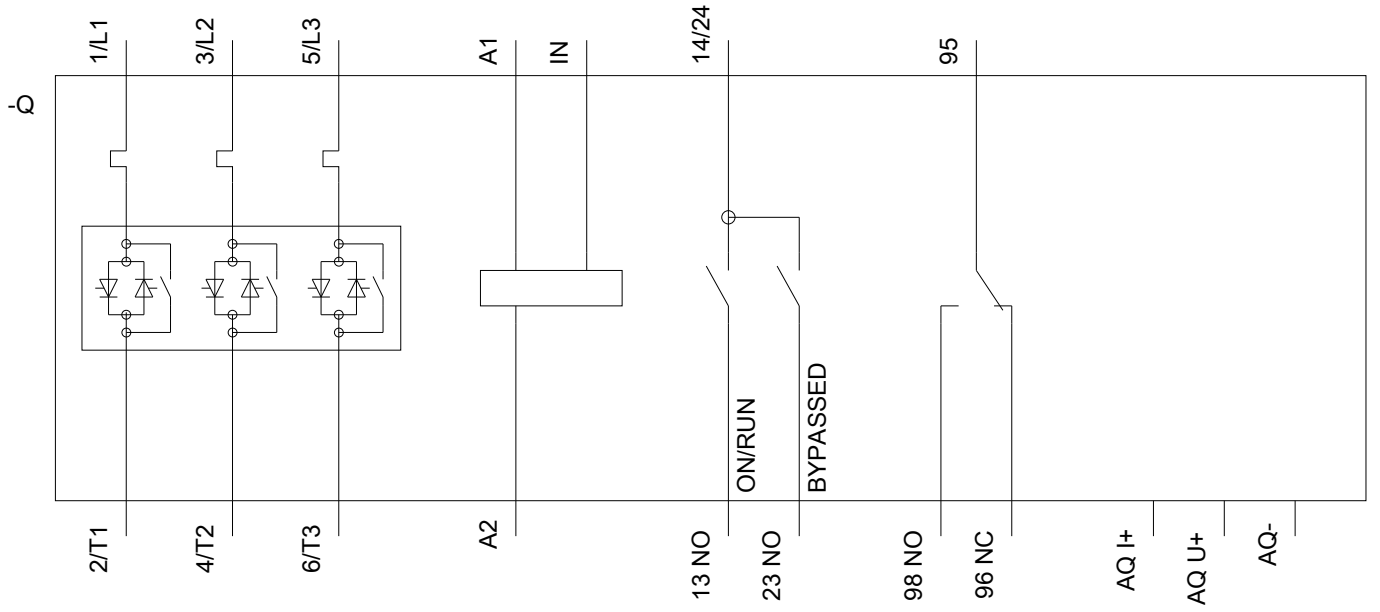 1/L1
3/L2
5/L3
A1
IN
14/24
95
-Q
ON/RUN
BYPASSED
2/T1
4/T2
6/T3
A2
13 NO
23 NO
98 NO
96 NC
AQ I+
AQ U+
AQ-